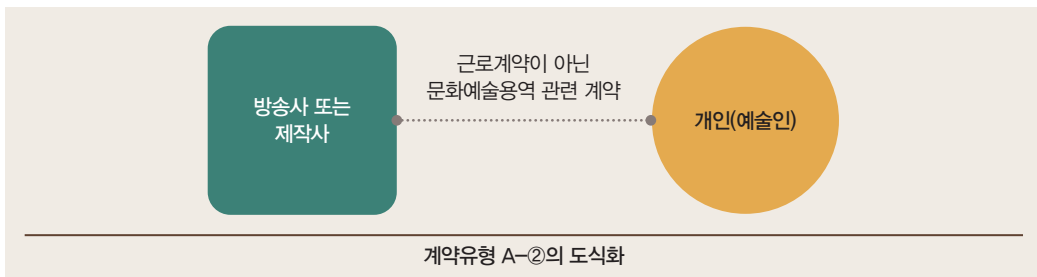 방송사 또는
제작사
근로계약이 아닌
문화예술용역 관련 계약
개인(예술인)
계약유형 A-②의 도식화